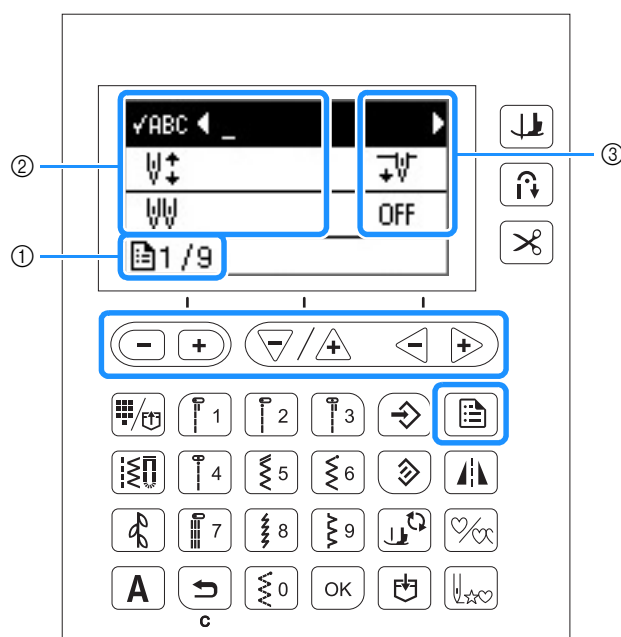 ✓ABC ◀ _ ▶
②
③
OFF
①
1 / 9
- + - / + - +
1 2 3
4 5 6
7 8 9
A 0 OK
C